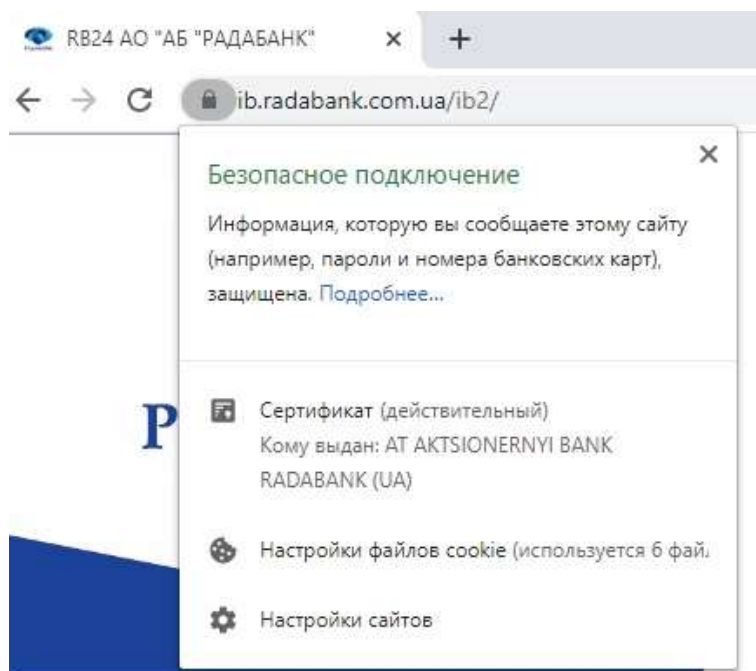 RB24 АО "АБ "РАДАБАНК"
ib.radabank.com.ua/ib2/
Безопасное подключение
Информация, которую вы сообщаете этому сайту
(например, пароли и номера банковских карт),
защищена. Подробнее...
Р
Сертификат (действительный)
Кому выдан: AT AKTSIONERNYI BANK
RADABANK (UA)
Настройки файлов cookie (используется 6 фай.
Настройки сайтов